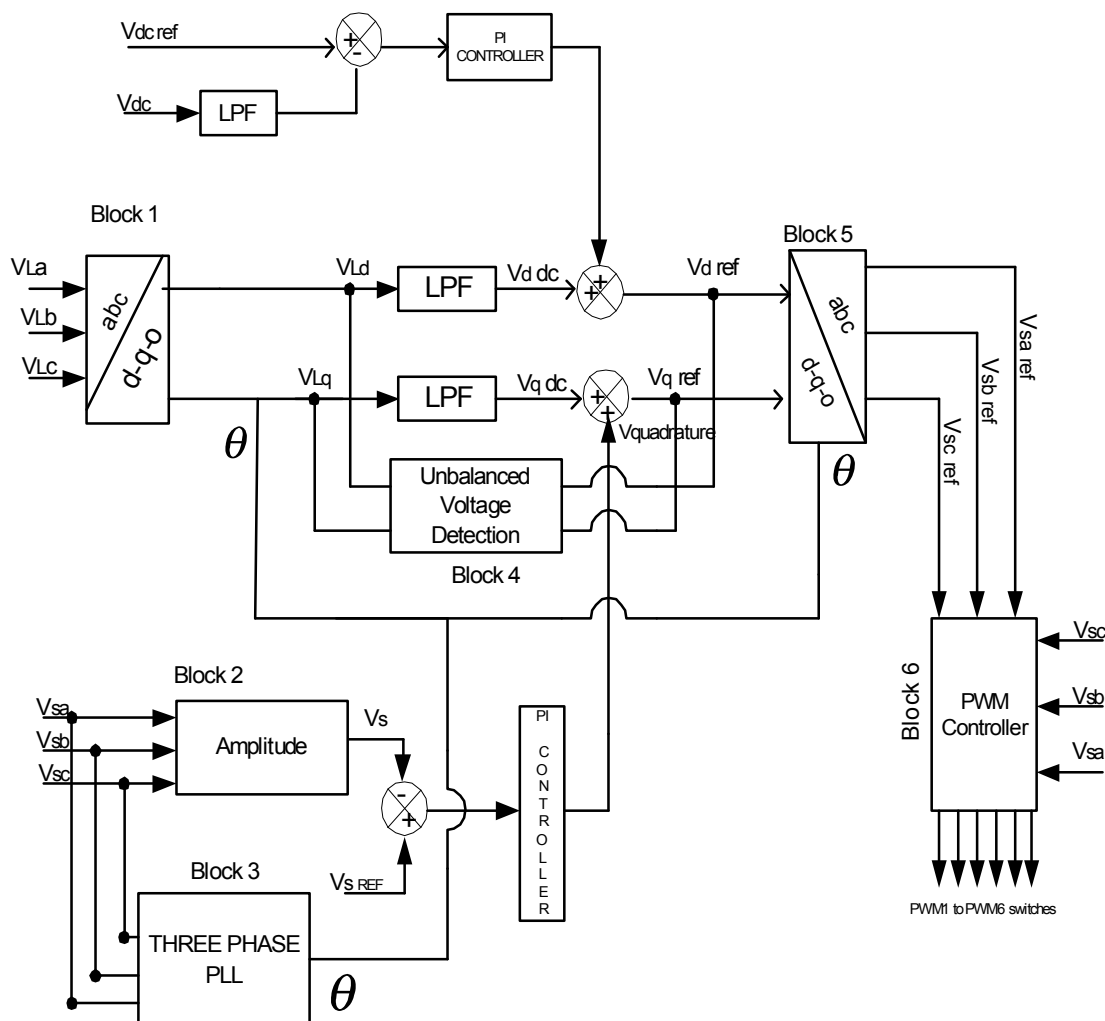 Vdc ref
+
-
PI
CONTROLLER
Vdc
LPF
Block 1
Block 5
VLa
VLb
VLc
abc
d-q-o
VLd
LPF
Vd dc
+
+
Vd ref
abc
d-q-o
VLq
LPF
Vq dc
+
+
Vq ref
Vquadrature
θ
θ
Vsa ref
Vsb ref
Vsc ref
Unbalanced
Voltage
Detection
Block 4
Block 2
Vsa
Vsb
Vsc
Amplitude
Vs
-
+
Vs REF
PI CONTROLLER
Block 6
PWM
Controller
Vsc
Vsb
Vsa
PWM1 to PWM6 switches
Block 3
THREE PHASE
PLL
θ